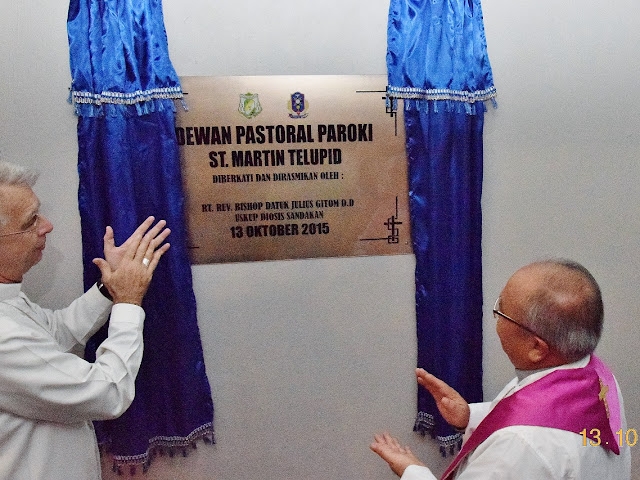 DEWAN PASTORAL PAROKI
ST. MARTIN TELUPID
DIBERKATI DAN DIRASMIKAN OLEH :
RT. REV. BISHOP DATUK JULIUS GITOM D.D
USKUP DIOSIS SANDAKAN
13 OKTOBER 2015
13 . 10